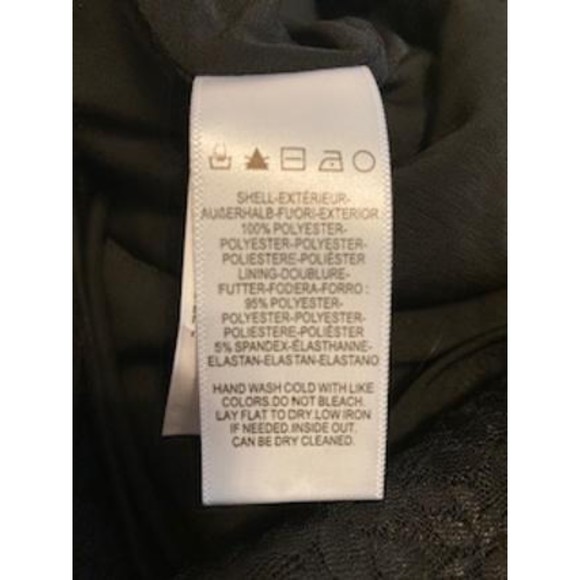 SHELL-EXTÉRIEUR-
AUßERHALB-FUORI-EXTERIOR
100% POLYESTER-
POLYESTER-POLYESTER-
POLIESTERE-POLIÉSTER
LINING-DOUBLURE-
FUTTER-FODERA-FORRO :
95% POLYESTER-
POLYESTER-POLYESTER-
POLIESTERE-POLIÉSTER
5% SPANDEX-ÉLASTHANNE-
ELASTAN-ELASTAN-ELASTANO
HAND WASH COLD WITH LIKE
COLORS.DO NOT BLEACH.
LAY FLAT TO DRY.LOW IRON
IF NEEDED.INSIDE OUT.
CAN BE DRY CLEANED.